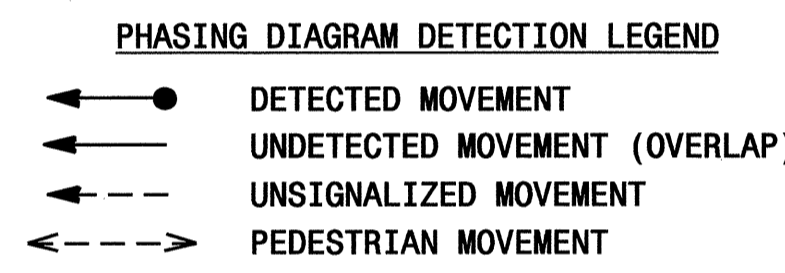 PHASING DIAGRAM DETECTION LEGEND
DETECTED MOVEMENT
UNDETECTED MOVEMENT (OVERLAP)
UNSIGNALIZED MOVEMENT
PEDESTRIAN MOVEMENT